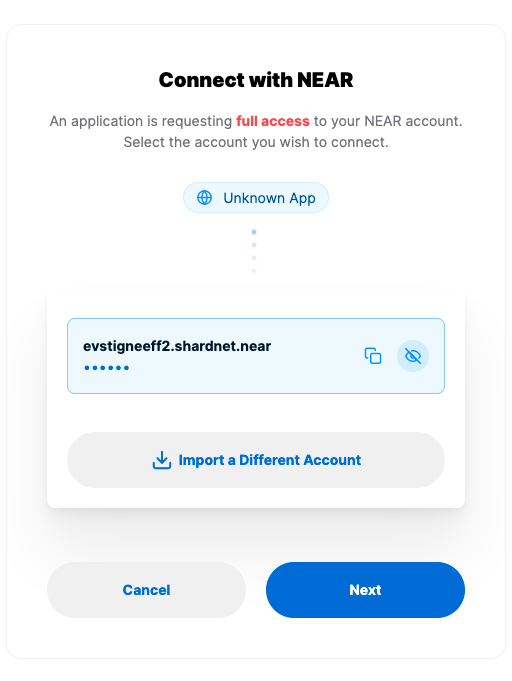 Connect with NEAR
An application is requesting full access to your NEAR account.
Select the account you wish to connect.
Unknown App
evstigneeff2.shardnet.near
••••••
Import a Different Account
Cancel
Next